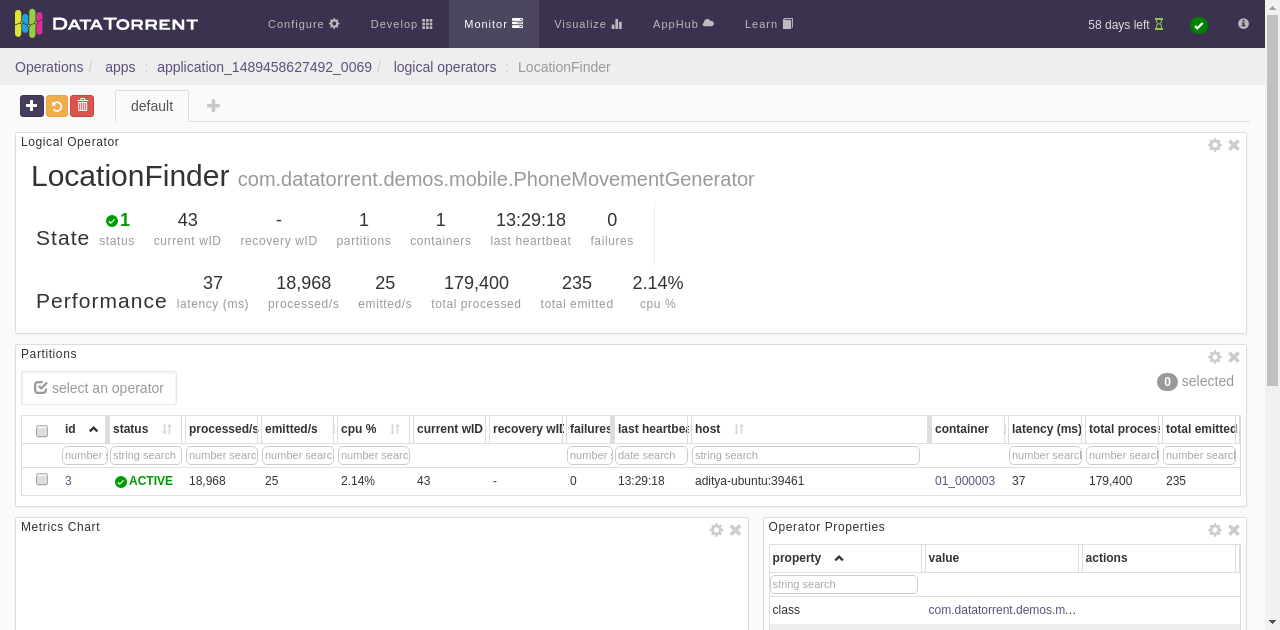 DATATORRENT Configure Develop Monitor Visualize AppHub Learn 58 days left
Operations / apps : application_1489458627492_0069 / logical operators : LocationFinder
default
Logical Operator
LocationFinder com.datatorrent.demos.mobile.PhoneMovementGenerator
1 43 - 1 1 13:29:18 0
State status current wID recovery wID partitions containers last heartbeat failures
37 18,968 25 179,400 235 2.14%
Performance latency (ms) processed/s emitted/s total processed total emitted cpu %
Partitions
select an operator 0 selected
id status processed/s emitted/s cpu % current wID recovery wID failures last heartbea host container latency (ms) total process total emitted
number string search number searc number searc number searc number date search string search number search number search number search
3 ACTIVE 18,968 25 2.14% 43 - 0 13:29:18 aditya-ubuntu:39461 01_000003 37 179,400 235
Metrics Chart Operator Properties
property value actions
string search
class com.datatorrent.demos.m...